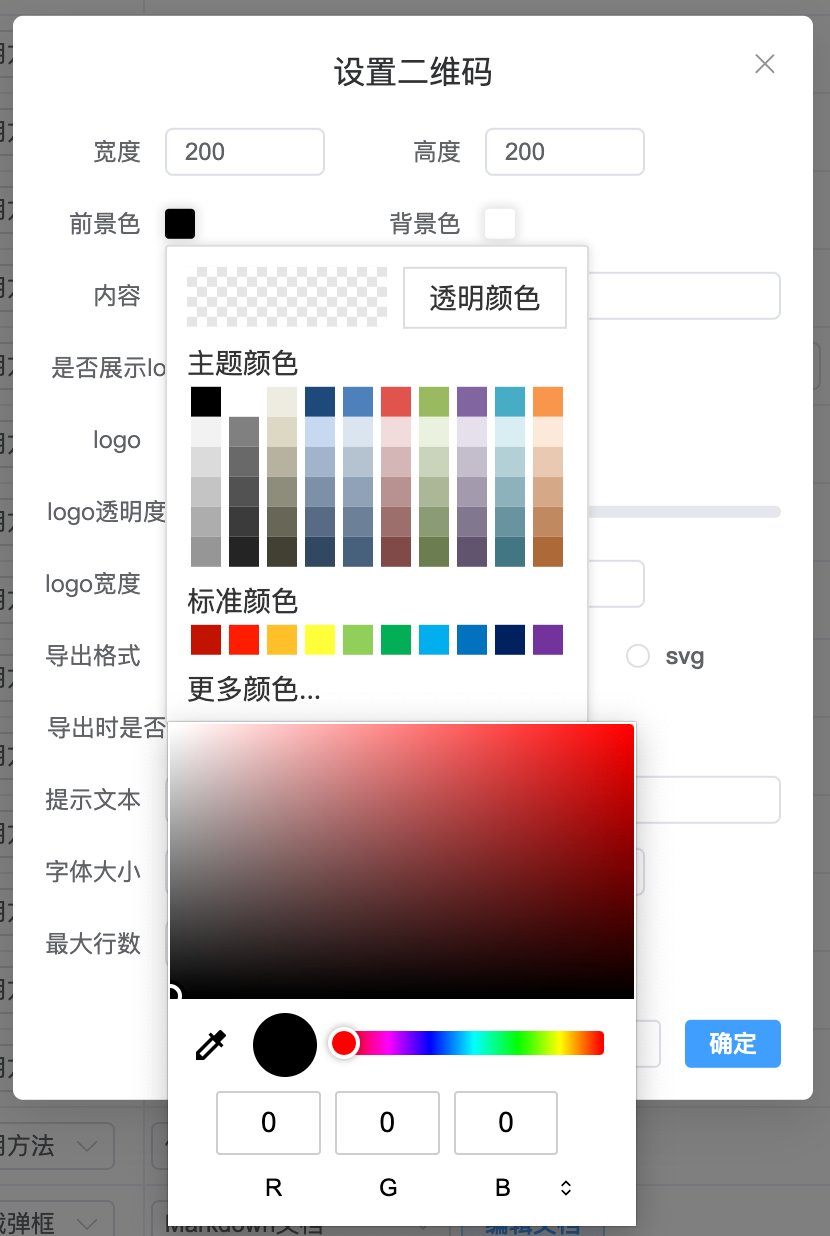 设置二维码
宽度 200 高度 200
前景色 背景色
内容
透明颜色
是否展示lo
主题颜色
logo
logo透明度
logo宽度
标准颜色
导出格式 svg
更多颜色...
导出时是否
提示文本
字体大小
最大行数
确定
0 0 0
方法
R G B
弹框 Markdown文档 编辑文档